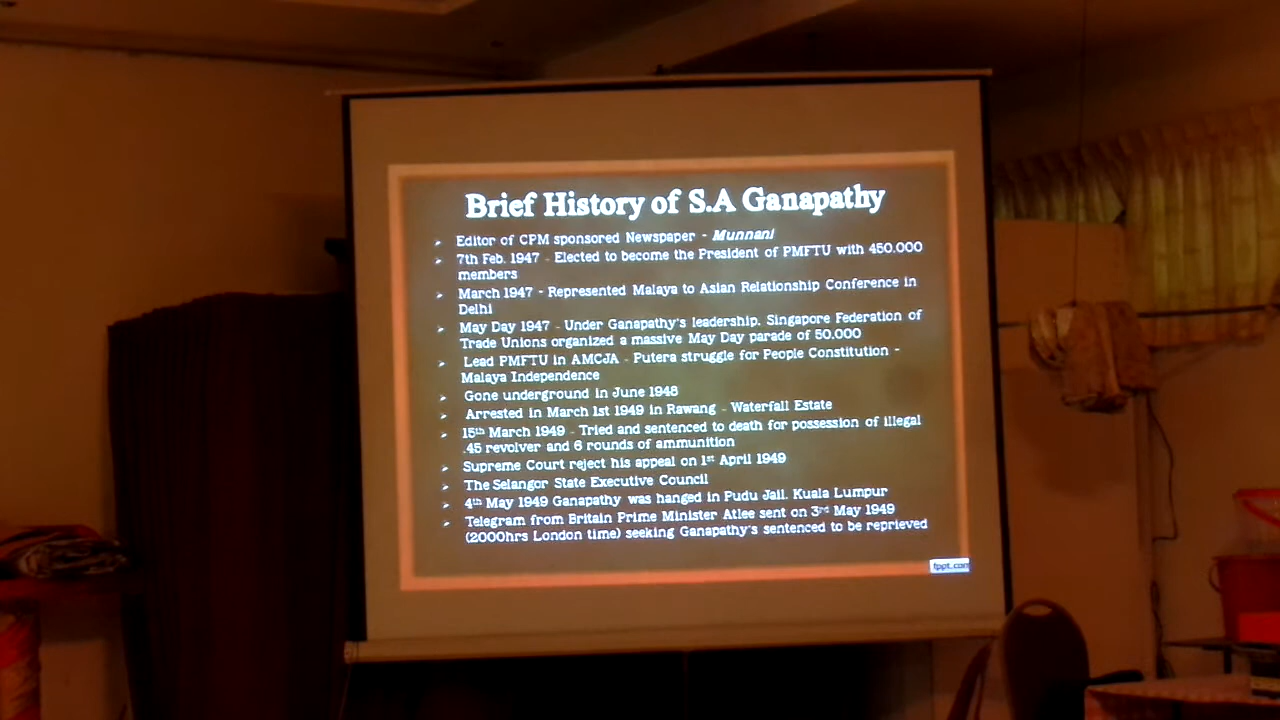 Brief History of S.A Ganapathy
➢ Editor of CPM sponsored Newspaper - Munnani
➢ 7th Feb. 1947 - Elected to become the President of PMFTU with 450.000
members
➢ March 1947 - Represented Malaya to Asian Relationship Conference in
Delhi
➢ May Day 1947 - Under Ganapathy's leadership, Singapore Federation of
Trade Unions organized a massive May Day parade of 50.000
➢ Lead PMFTU in AMCJA - Putera struggle for People Constitution -
Malaya Independence
➢ Gone underground in June 1948
➢ Arrested in March 1st 1949 in Rawang - Waterfall Estate
➢ 15th March 1949 - Tried and sentenced to death for possession of illegal
.45 revolver and 6 rounds of ammunition
➢ Supreme Court reject his appeal on 1st April 1949
➢ The Selangor State Executive Council
➢ 4th May 1949 Ganapathy was hanged in Pudu Jail, Kuala Lumpur
➢ Telegram from Britain Prime Minister Atlee sent on 3rd May 1949
(2000hrs London time) seeking Ganapathy's sentenced to be reprieved
fppt.com